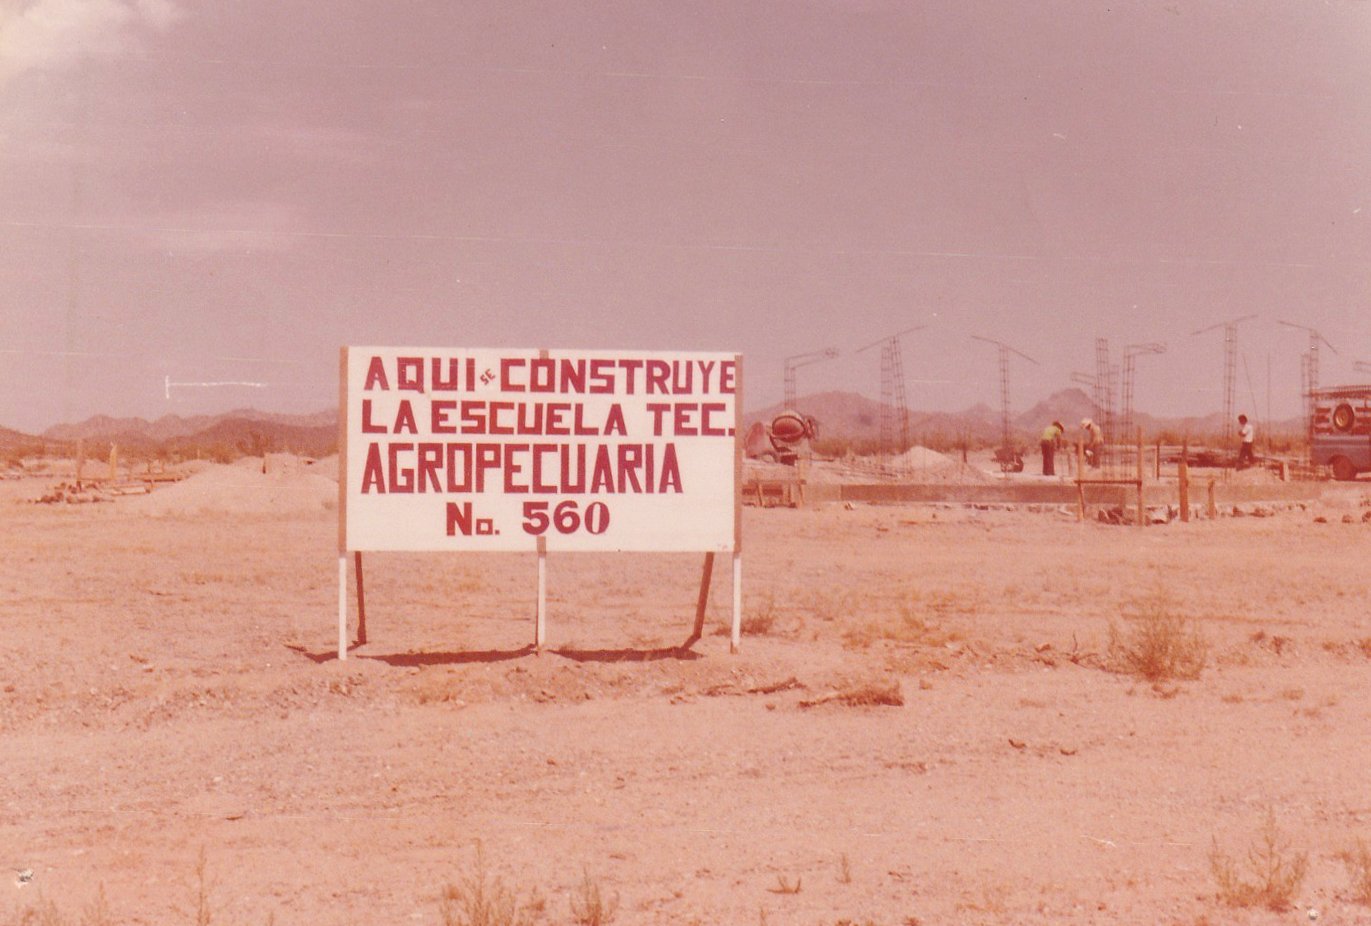 AQUI SE CONSTRUYE
LA ESCUELA TEC.
AGROPECUARIA
No. 560